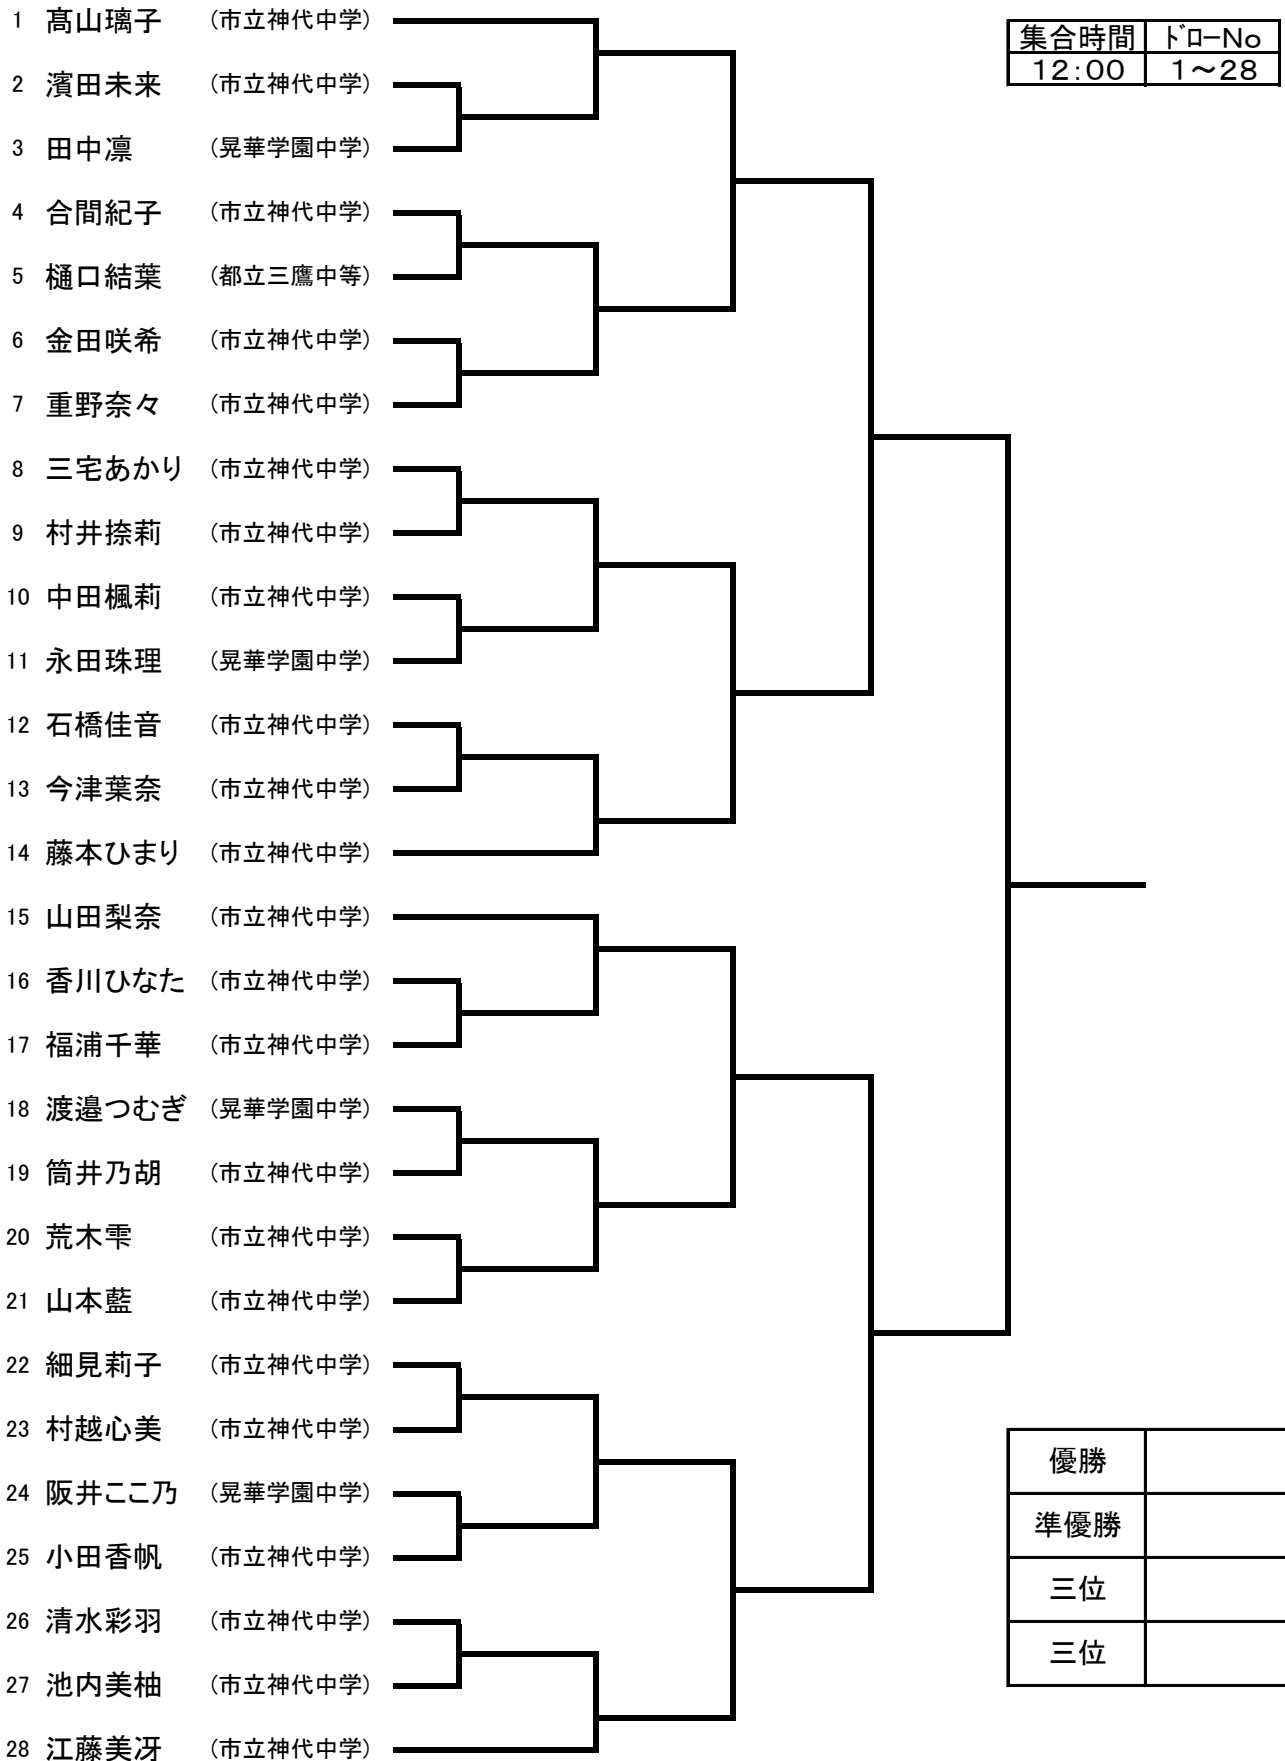 1 髙山璃子 (市立神代中学)
集合時間 ﾄﾞﾛｰNo
12:00 1～28
2 濱田未来 (市立神代中学)
3 田中凛 (晃華学園中学)
4 合間紀子 (市立神代中学)
5 樋口結葉 (都立三鷹中等)
6 金田咲希 (市立神代中学)
7 重野奈々 (市立神代中学)
8 三宅あかり (市立神代中学)
9 村井捺莉 (市立神代中学)
10 中田楓莉 (市立神代中学)
11 永田珠理 (晃華学園中学)
12 石橋佳音 (市立神代中学)
13 今津葉奈 (市立神代中学)
14 藤本ひまり (市立神代中学)
15 山田梨奈 (市立神代中学)
16 香川ひなた (市立神代中学)
17 福浦千華 (市立神代中学)
18 渡邉つむぎ (晃華学園中学)
19 筒井乃胡 (市立神代中学)
20 荒木雫 (市立神代中学)
21 山本藍 (市立神代中学)
22 細見莉子 (市立神代中学)
23 村越心美 (市立神代中学)
24 阪井ここ乃 (晃華学園中学)
25 小田香帆 (市立神代中学)
26 清水彩羽 (市立神代中学)
27 池内美柚 (市立神代中学)
28 江藤美冴 (市立神代中学)
優勝
準優勝
三位
三位